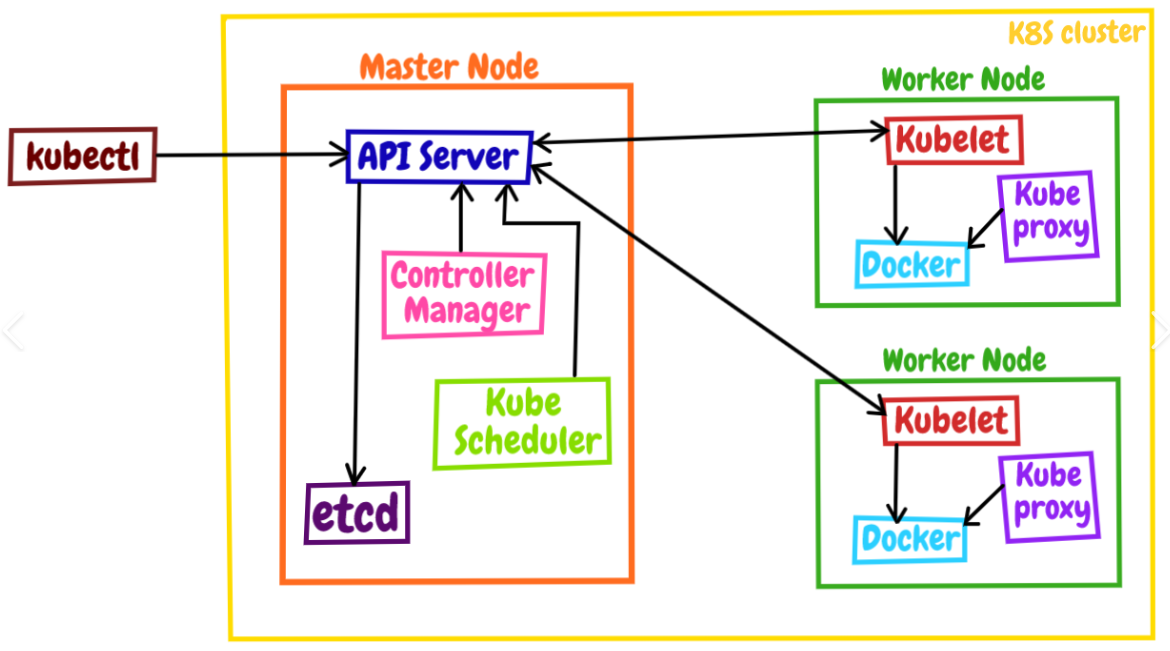 K8S cluster
Master Node
Worker Node
kubectl
API Server
Kubelet
Kube
proxy
Docker
Controller
Manager
Worker Node
Kube
Scheduler
Kubelet
Kube
proxy
etcd
Docker